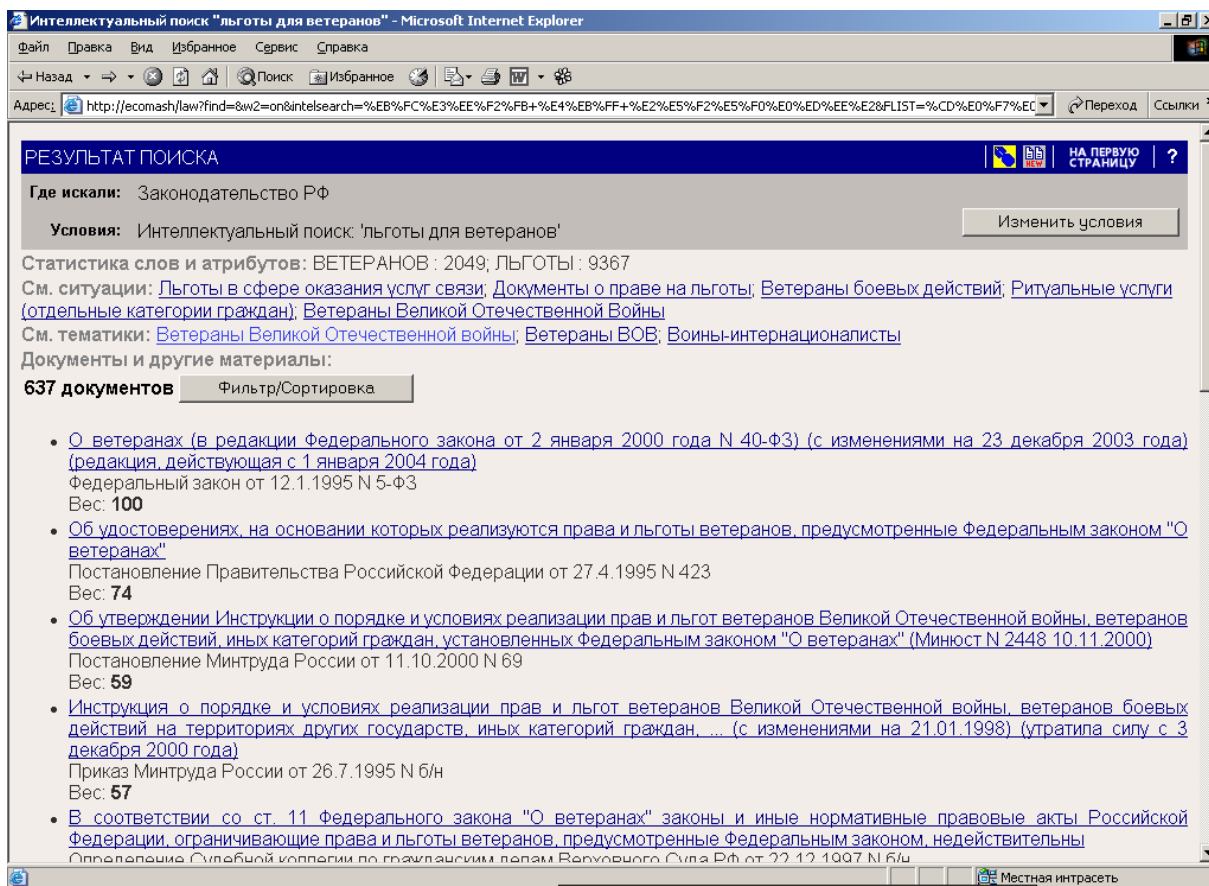 Интеллектуальный поиск "льготы для ветеранов" - Microsoft Internet Explorer
Файл Правка Вид Избранное Сервис Справка
Назад Поиск Избранное
Адрес: http://ecomash/law?find=&w2=on&intelsearch=%EB%FC%E3%EE%F2%FB+%E4%EB%FF+%E2%E5%F2%E5%F0%E0%ED%EE%E2&FLIST=%CD%E0%F7%E0 Переход Ссылки
РЕЗУЛЬТАТ ПОИСКА NEW НА ПЕРВУЮ СТРАНИЦУ ?
Где искали: Законодательство РФ
Условия: Интеллектуальный поиск: 'льготы для ветеранов' Изменить условия
Статистика слов и атрибутов: ВЕТЕРАНОВ : 2049; ЛЬГОТЫ : 9367
См. ситуации: Льготы в сфере оказания услуг связи; Документы о праве на льготы; Ветераны боевых действий; Ритуальные услуги
(отдельные категории граждан); Ветераны Великой Отечественной Войны
См. тематики: Ветераны Великой Отечественной войны; Ветераны ВОВ; Воины-интернационалисты
Документы и другие материалы:
637 документов Фильтр/Сортировка
• О ветеранах (в редакции Федерального закона от 2 января 2000 года N 40-ФЗ) (с изменениями на 23 декабря 2003 года)
(редакция, действующая с 1 января 2004 года)
Федеральный закон от 12.1.1995 N 5-ФЗ
Вес: 100
• Об удостоверениях, на основании которых реализуются права и льготы ветеранов, предусмотренные Федеральным законом "О
ветеранах"
Постановление Правительства Российской Федерации от 27.4.1995 N 423
Вес: 74
• Об утверждении Инструкции о порядке и условиях реализации прав и льгот ветеранов Великой Отечественной войны, ветеранов
боевых действий, иных категорий граждан, установленных Федеральным законом "О ветеранах" (Минюст N 2448 10.11.2000)
Постановление Минтруда России от 11.10.2000 N 69
Вес: 59
• Инструкция о порядке и условиях реализации прав и льгот ветеранов Великой Отечественной войны, ветеранов боевых
действий на территориях других государств, иных категорий граждан, ... (с изменениями на 21.01.1998) (утратила силу с 3
декабря 2000 года)
Приказ Минтруда России от 26.7.1995 N б/н
Вес: 57
• В соответствии со ст. 11 Федерального закона "О ветеранах" законы и иные нормативные правовые акты Российской
Федерации, ограничивающие права и льготы ветеранов, предусмотренные Федеральным законом, недействительны
Определение Судебной коллегии по гражданским делам Верховного Суда РФ от 22.12.1997 N б/н
Местная интрасеть